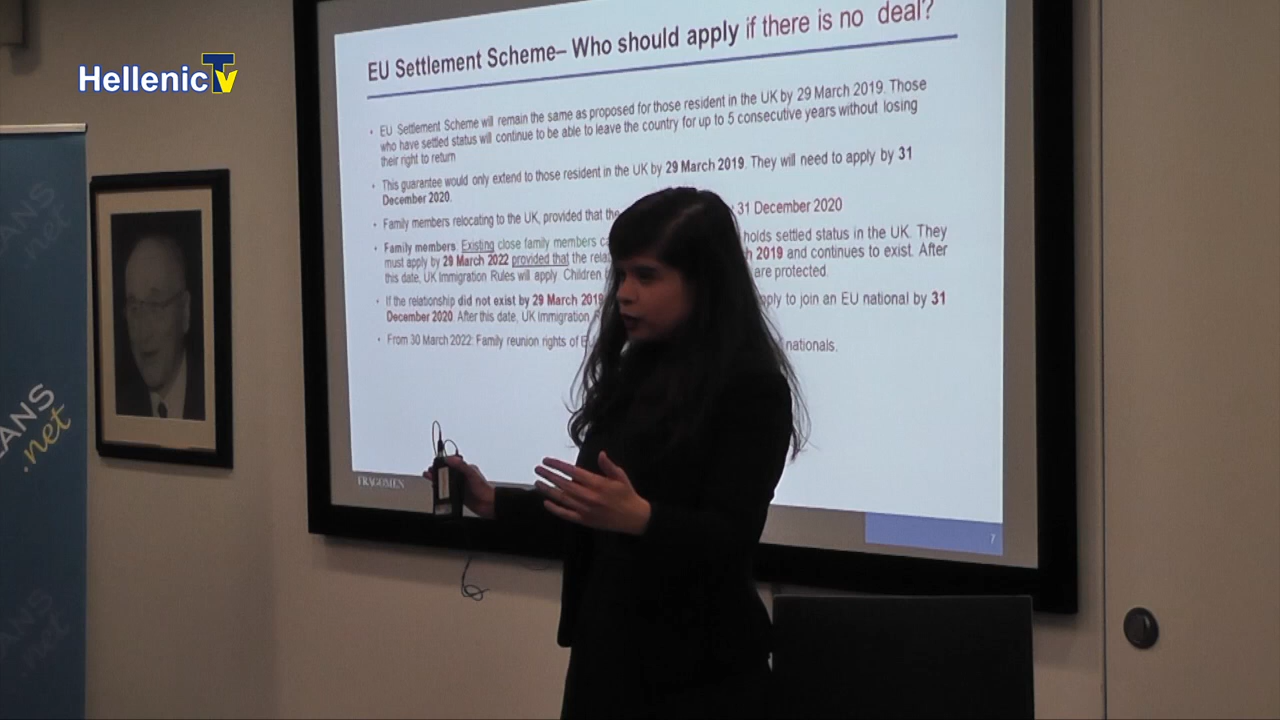 Hellenic TV
EU Settlement Scheme– Who should apply if there is no deal?
• EU Settlement Scheme will remain the same as proposed for those resident in the UK by 29 March 2019. Those
who have settled status will continue to be able to leave the country for up to 5 consecutive years without losing
their right to return
• This guarantee would only extend to those resident in the UK by 29 March 2019. They will need to apply by 31
December 2020.
• Family members relocating to the UK, provided that the 31 December 2020
• Family members: Existing close family members holds settled status in the UK. They
must apply by 29 March 2022 provided that the 2019 and continues to exist. After
this date, UK Immigration Rules will apply. Children are protected.
• If the relationship did not exist by 29 March 2019 to join an EU national by 31
December 2020. After this date, UK Immigration
• From 30 March 2022: Family reunion rights of nationals.
FRAGOMEN
7
ANS
.net